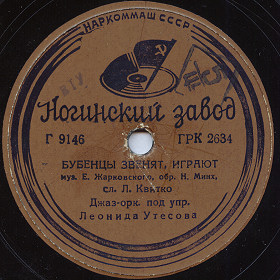 НАРКОММАШ СССР
Ногинский завод
Г 9146 ГРК 2634
БУБЕНЦЫ ЗВЕНЯТ, ИГРАЮТ
муз. Е. Жарковского, обр. Н. Минх,
сл. Л. Квитко
Джаз-орк. под упр.
Леонида Утесова